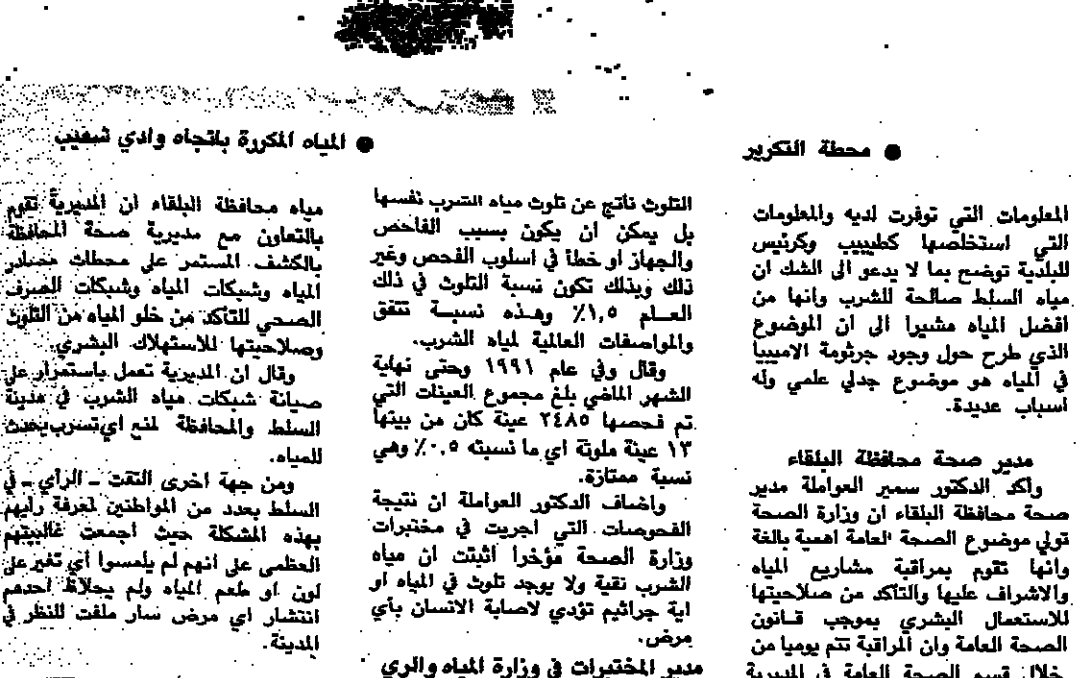 ● محطة التكرير
● المياه المكررة باتجاه وادي شعيب
المعلومات التي توفرت لديه والمعلومات
التي استخلصها كطبيب وكرئيس
للبلدية توضح بما لا يدعو الى الشك ان
مياه السلط صالحة للشرب وانها من
افضل المياه مشيرا الى ان الموضوع
الذي طرح حول وجود جرثومة الاميبيا
في المياه هو موضوع جدلي علمي وله
اسباب عديدة.
مدير صحة محافظة البلقاء
وأكد الدكتور سمير العواملة مدير
صحة محافظة البلقاء ان وزارة الصحة
تولي موضوع الصحة العامة اهمية بالغة
وانها تقوم بمراقبة مشاريع المياه
والاشراف عليها والتأكد من صلاحيتها
للاستعمال البشري بموجب قانون
الصحة العامة وان المراقبة تتم يوميا من
خلال قسم الصحة العامة في المديرية
التلوث ناتج عن تلوث مياه الشرب نفسها
بل يمكن ان يكون بسبب الفاحص
والجهاز او خطأ في اسلوب الفحص وغير
ذلك وبذلك تكون نسبة التلوث في ذلك
العام ١,٥٪ وهذه نسبة تتفق
والمواصفات العالمية لمياه الشرب.
وقال وفي عام ١٩٩١ وحتى نهاية
الشهر الماضي بلغ مجموع العينات التي
تم فحصها ٢٤٨٥ عينة كان من بينها
١٣ عينة ملوثة اي ما نسبته ٠,٥٪ وهي
نسبة ممتازة.
واضاف الدكتور العواملة ان نتيجة
الفحوصات التي اجريت في مختبرات
وزارة الصحة مؤخرا اثبتت ان مياه
الشرب نقية ولا يوجد تلوث في المياه او
اية جراثيم تؤدي لاصابة الانسان بأي
مرض.
مدير المختبرات في وزارة المياه والري
مياه محافظة البلقاء ان المديرية تقوم
بالتعاون مع مديرية صحة المحافظة
بالكشف المستمر على محطات مصادر
المياه وشبكات المياه وشبكات الصرف
الصحي للتأكد من خلو المياه من التلوث
وصلاحيتها للاستهلاك البشري.
وقال ان المديرية تعمل باستمرار على
صيانة شبكات مياه الشرب في مدينة
السلط والمحافظة لمنع اي تسرب يحدث
للمياه.
ومن جهة اخرى التقت ـ الرأي ـ في
السلط بعدد من المواطنين لمعرفة رأيهم
بهذه المشكلة حيث اجمعت غالبيتهم
العظمى على انهم لم يلمسوا أي تغير على
لون او طعم المياه ولم يحلاظ احدهم
انتشار اي مرض سار ملفت للنظر في
المدينة.